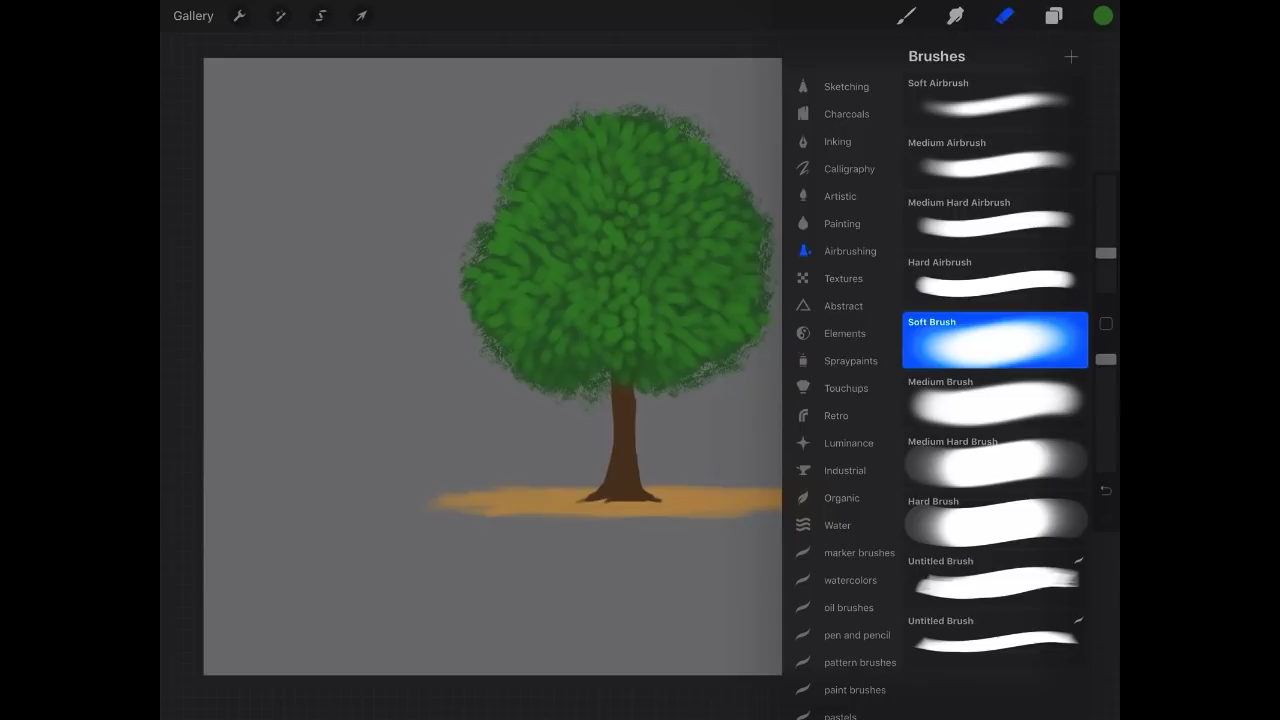 Gallery
Brushes
Sketching
Charcoals
Inking
Calligraphy
Artistic
Painting
Airbrushing
Textures
Abstract
Elements
Spraypaints
Touchups
Retro
Luminance
Industrial
Organic
Water
marker brushes
watercolors
oil brushes
pen and pencil
pattern brushes
paint brushes
pastels
Soft Airbrush
Medium Airbrush
Medium Hard Airbrush
Hard Airbrush
Soft Brush
Medium Brush
Medium Hard Brush
Hard Brush
Untitled Brush
Untitled Brush